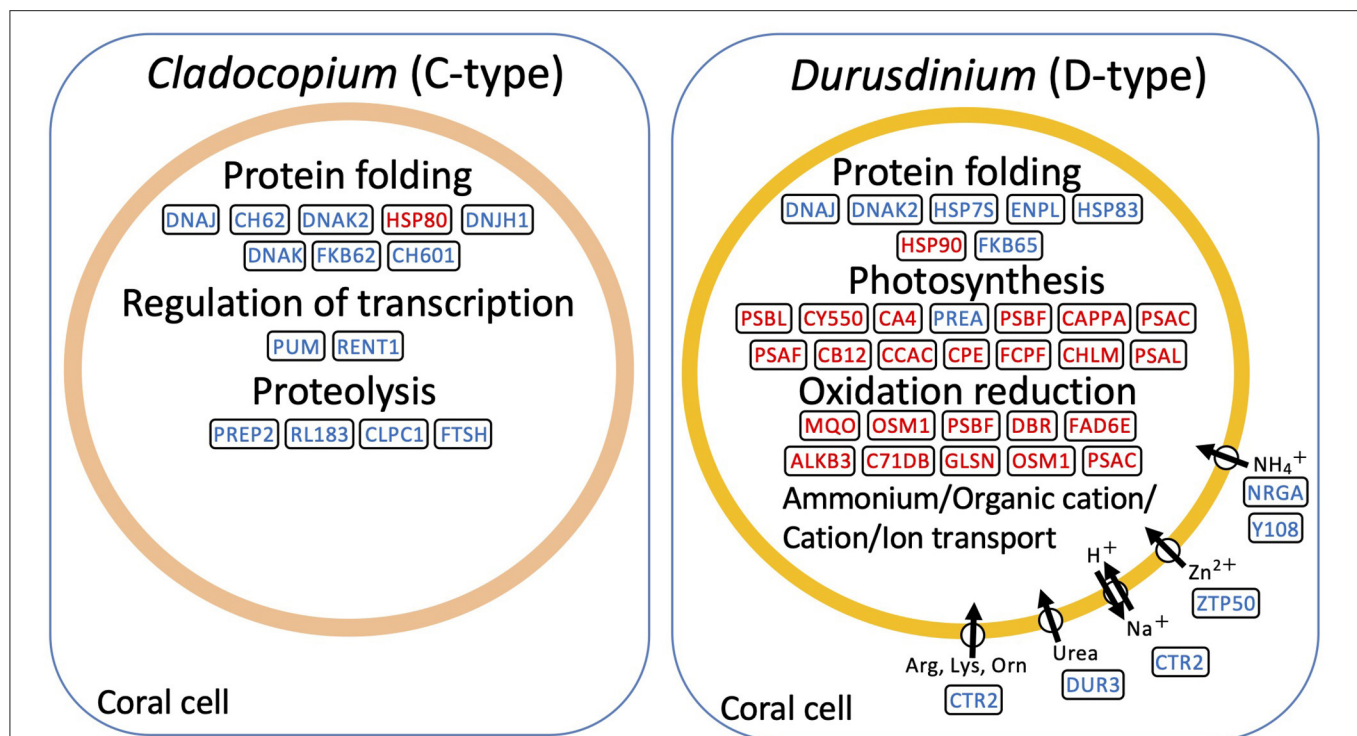 Cladocopium (C-type)
Protein folding
DNAJ CH62 DNAK2 HSP80 DNJH1
DNAK FKB62 CH601
Regulation of transcription
PUM RENT1
Proteolysis
PREP2 RL183 CLPC1 FTSH
Coral cell
Durusdinium (D-type)
Protein folding
DNAJ DNAK2 HSP7S ENPL HSP83
HSP90 FKB65
Photosynthesis
PSBL CY550 CA4 PREA PSBF CAPPA PSAC
PSAF CB12 CCAC CPE FCPF CHLM PSAL
Oxidation reduction
MQO OSM1 PSBF DBR FAD6E
ALKB3 C71DB GLSN OSM1 PSAC
Ammonium/Organic cation/
Cation/Ion transport
NH₄⁺
NRGA
Y108
Zn²⁺
ZTP50
H⁺
Na⁺
CTR2
Urea
DUR3
Arg, Lys, Orn
CTR2
Coral cell